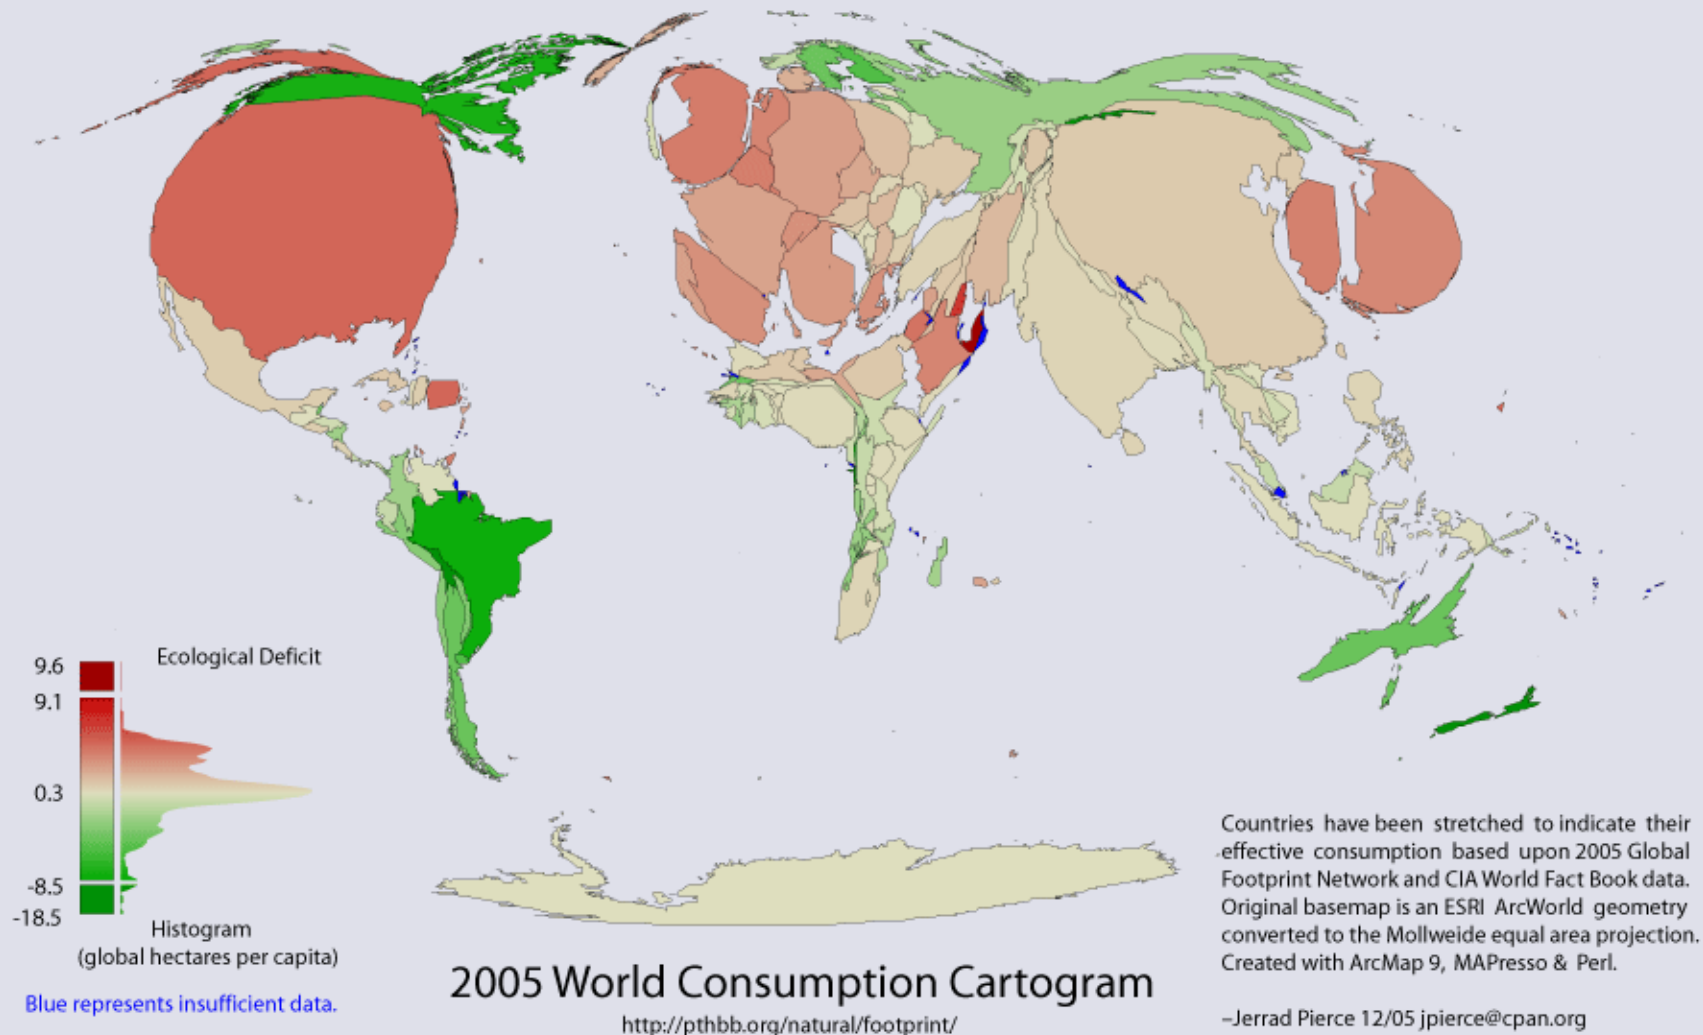 Ecological Deficit
9.6
9.1
0.3
-8.5
-18.5
Histogram
(global hectares per capita)
Blue represents insufficient data.
2005 World Consumption Cartogram
http://pthbb.org/natural/footprint/
Countries have been stretched to indicate their
effective consumption based upon 2005 Global
Footprint Network and CIA World Fact Book data.
Original basemap is an ESRI ArcWorld geometry
converted to the Mollweide equal area projection.
Created with ArcMap 9, MAPresso & Perl.
–Jerrad Pierce 12/05 jpierce@cpan.org